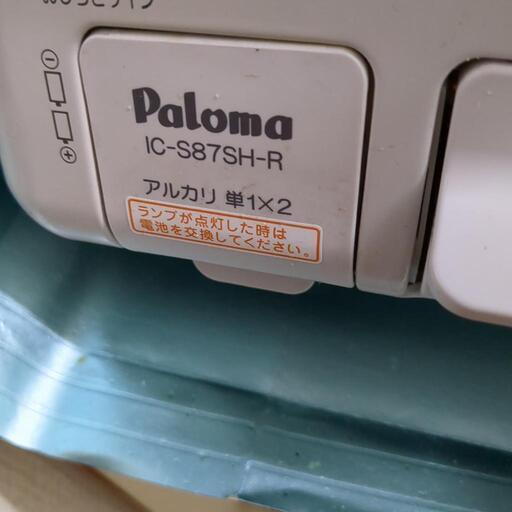 Paloma
IC-S87SH-R
アルカリ 単1×2
ランプが点灯した時は
電池を交換してください。